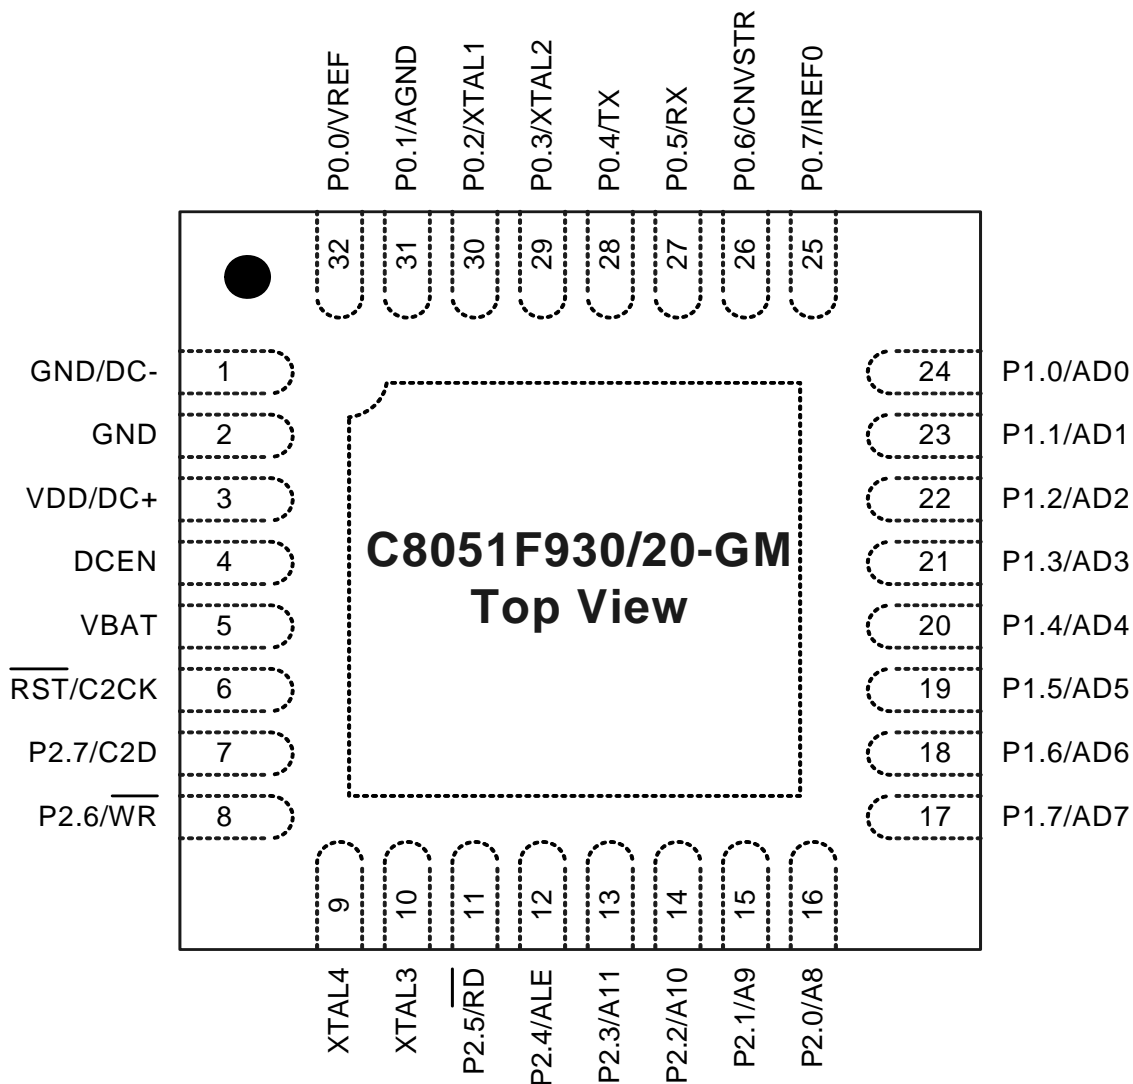 P0.0/VREF
P0.1/AGND
P0.2/XTAL1
P0.3/XTAL2
P0.4/TX
P0.5/RX
P0.6/CNVSTR
P0.7/IREF0
32
31
30
29
28
27
26
25
GND/DC- 1
GND 2
VDD/DC+ 3
DCEN 4
VBAT 5
R̅S̅T̅/C2CK 6
P2.7/C2D 7
P2.6/W̅R̅ 8
C8051F930/20-GM
Top View
24 P1.0/AD0
23 P1.1/AD1
22 P1.2/AD2
21 P1.3/AD3
20 P1.4/AD4
19 P1.5/AD5
18 P1.6/AD6
17 P1.7/AD7
9
10
11
12
13
14
15
16
XTAL4
XTAL3
P2.5/R̅D̅
P2.4/ALE
P2.3/A11
P2.2/A10
P2.1/A9
P2.0/A8